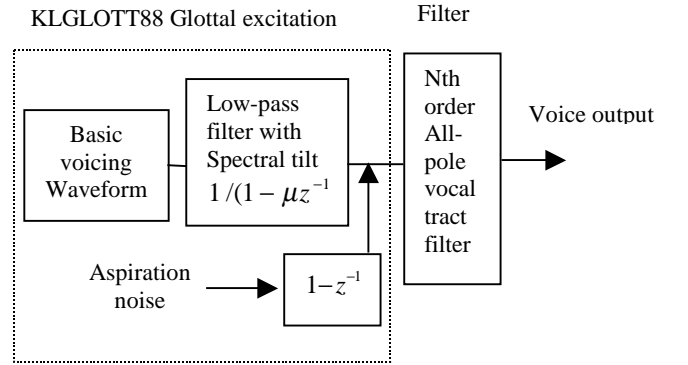 KLGLOTT88 Glottal excitation
Filter
Basic
voicing
Waveform
Low-pass
filter with
Spectral tilt
1/(1 − μz⁻¹
Nth
order
All-
pole
vocal
tract
filter
Voice output
Aspiration
noise
1−z⁻¹